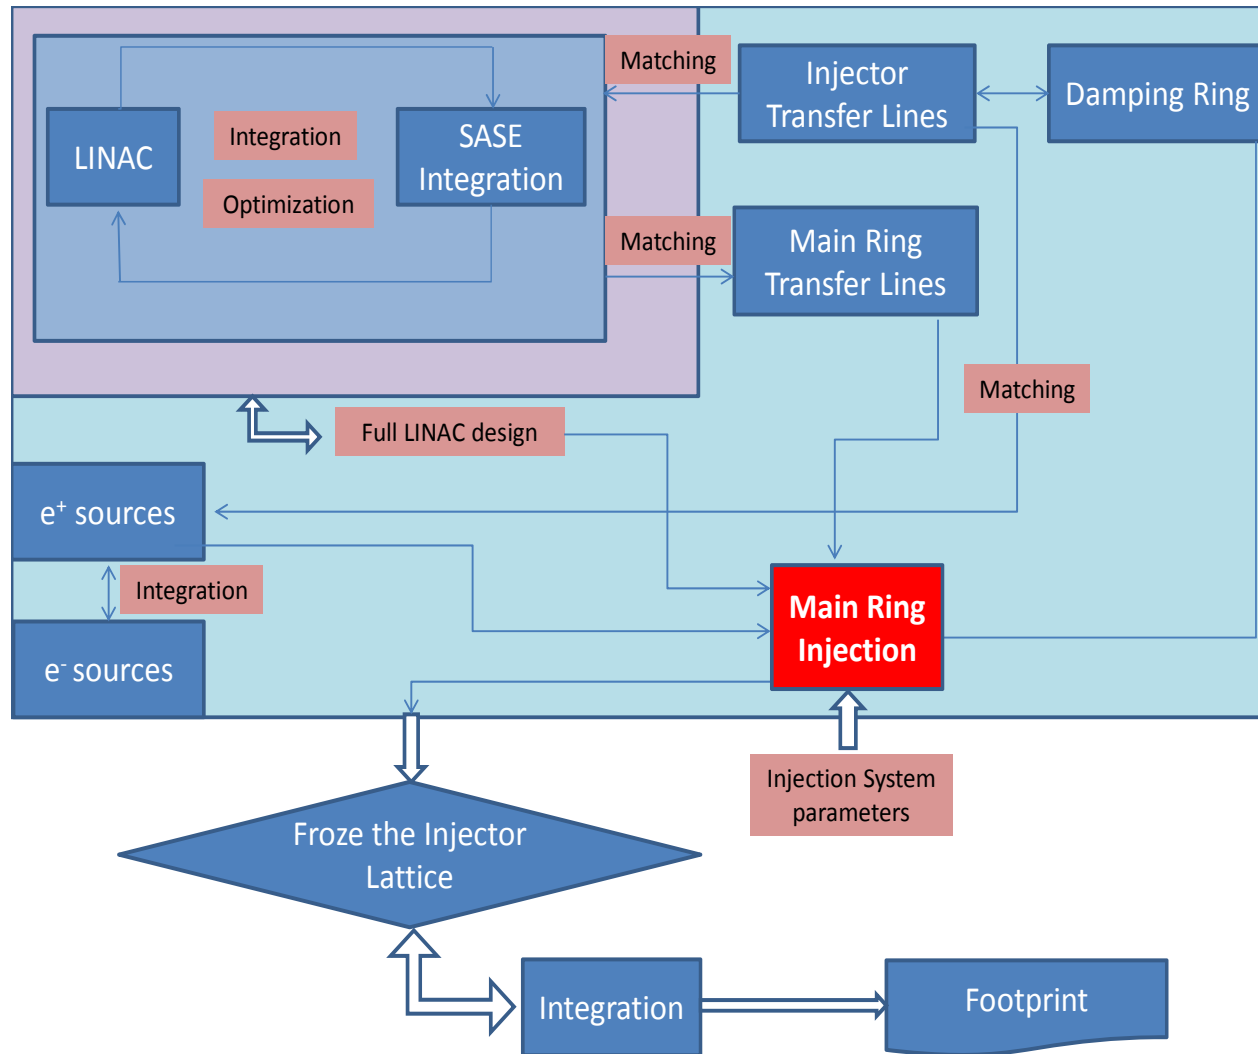 Matching
Injector
Transfer Lines
Damping Ring
LINAC
Integration
Optimization
SASE
Integration
Matching
Main Ring
Transfer Lines
Matching
Full LINAC design
e⁺ sources
Integration
e⁻ sources
Main Ring
Injection
Injection System
parameters
Froze the Injector
Lattice
Integration
Footprint